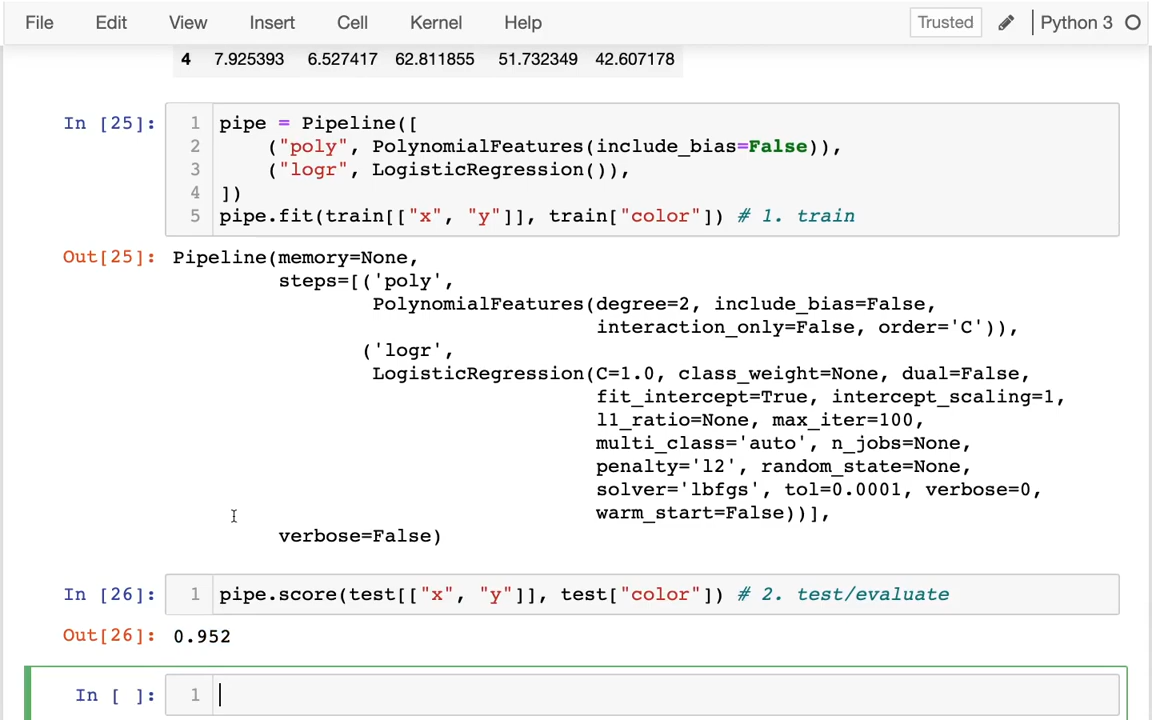 File Edit View Insert Cell Kernel Help Trusted Python 3
4 7.925393 6.527417 62.811855 51.732349 42.607178
In [25]: 1 pipe = Pipeline([
2 ("poly", PolynomialFeatures(include_bias=False)),
3 ("logr", LogisticRegression()),
4 ])
5 pipe.fit(train[["x", "y"]], train["color"]) # 1. train
Out[25]: Pipeline(memory=None,
steps=[('poly',
PolynomialFeatures(degree=2, include_bias=False,
interaction_only=False, order='C')),
('logr',
LogisticRegression(C=1.0, class_weight=None, dual=False,
fit_intercept=True, intercept_scaling=1,
l1_ratio=None, max_iter=100,
multi_class='auto', n_jobs=None,
penalty='l2', random_state=None,
solver='lbfgs', tol=0.0001, verbose=0,
warm_start=False))],
verbose=False)
In [26]: 1 pipe.score(test[["x", "y"]], test["color"]) # 2. test/evaluate
Out[26]: 0.952
In [ ]: 1